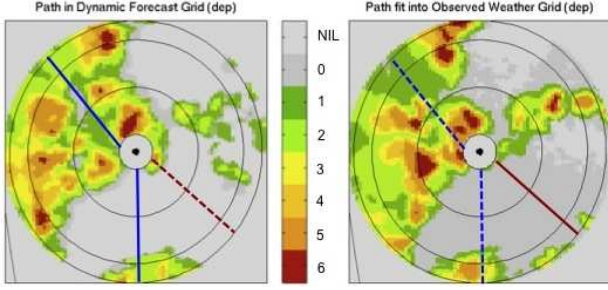 Path in Dynamic Forecast Grid (dep)
Path fit into Observed Weather Grid (dep)
NIL
0
1
2
3
4
5
6